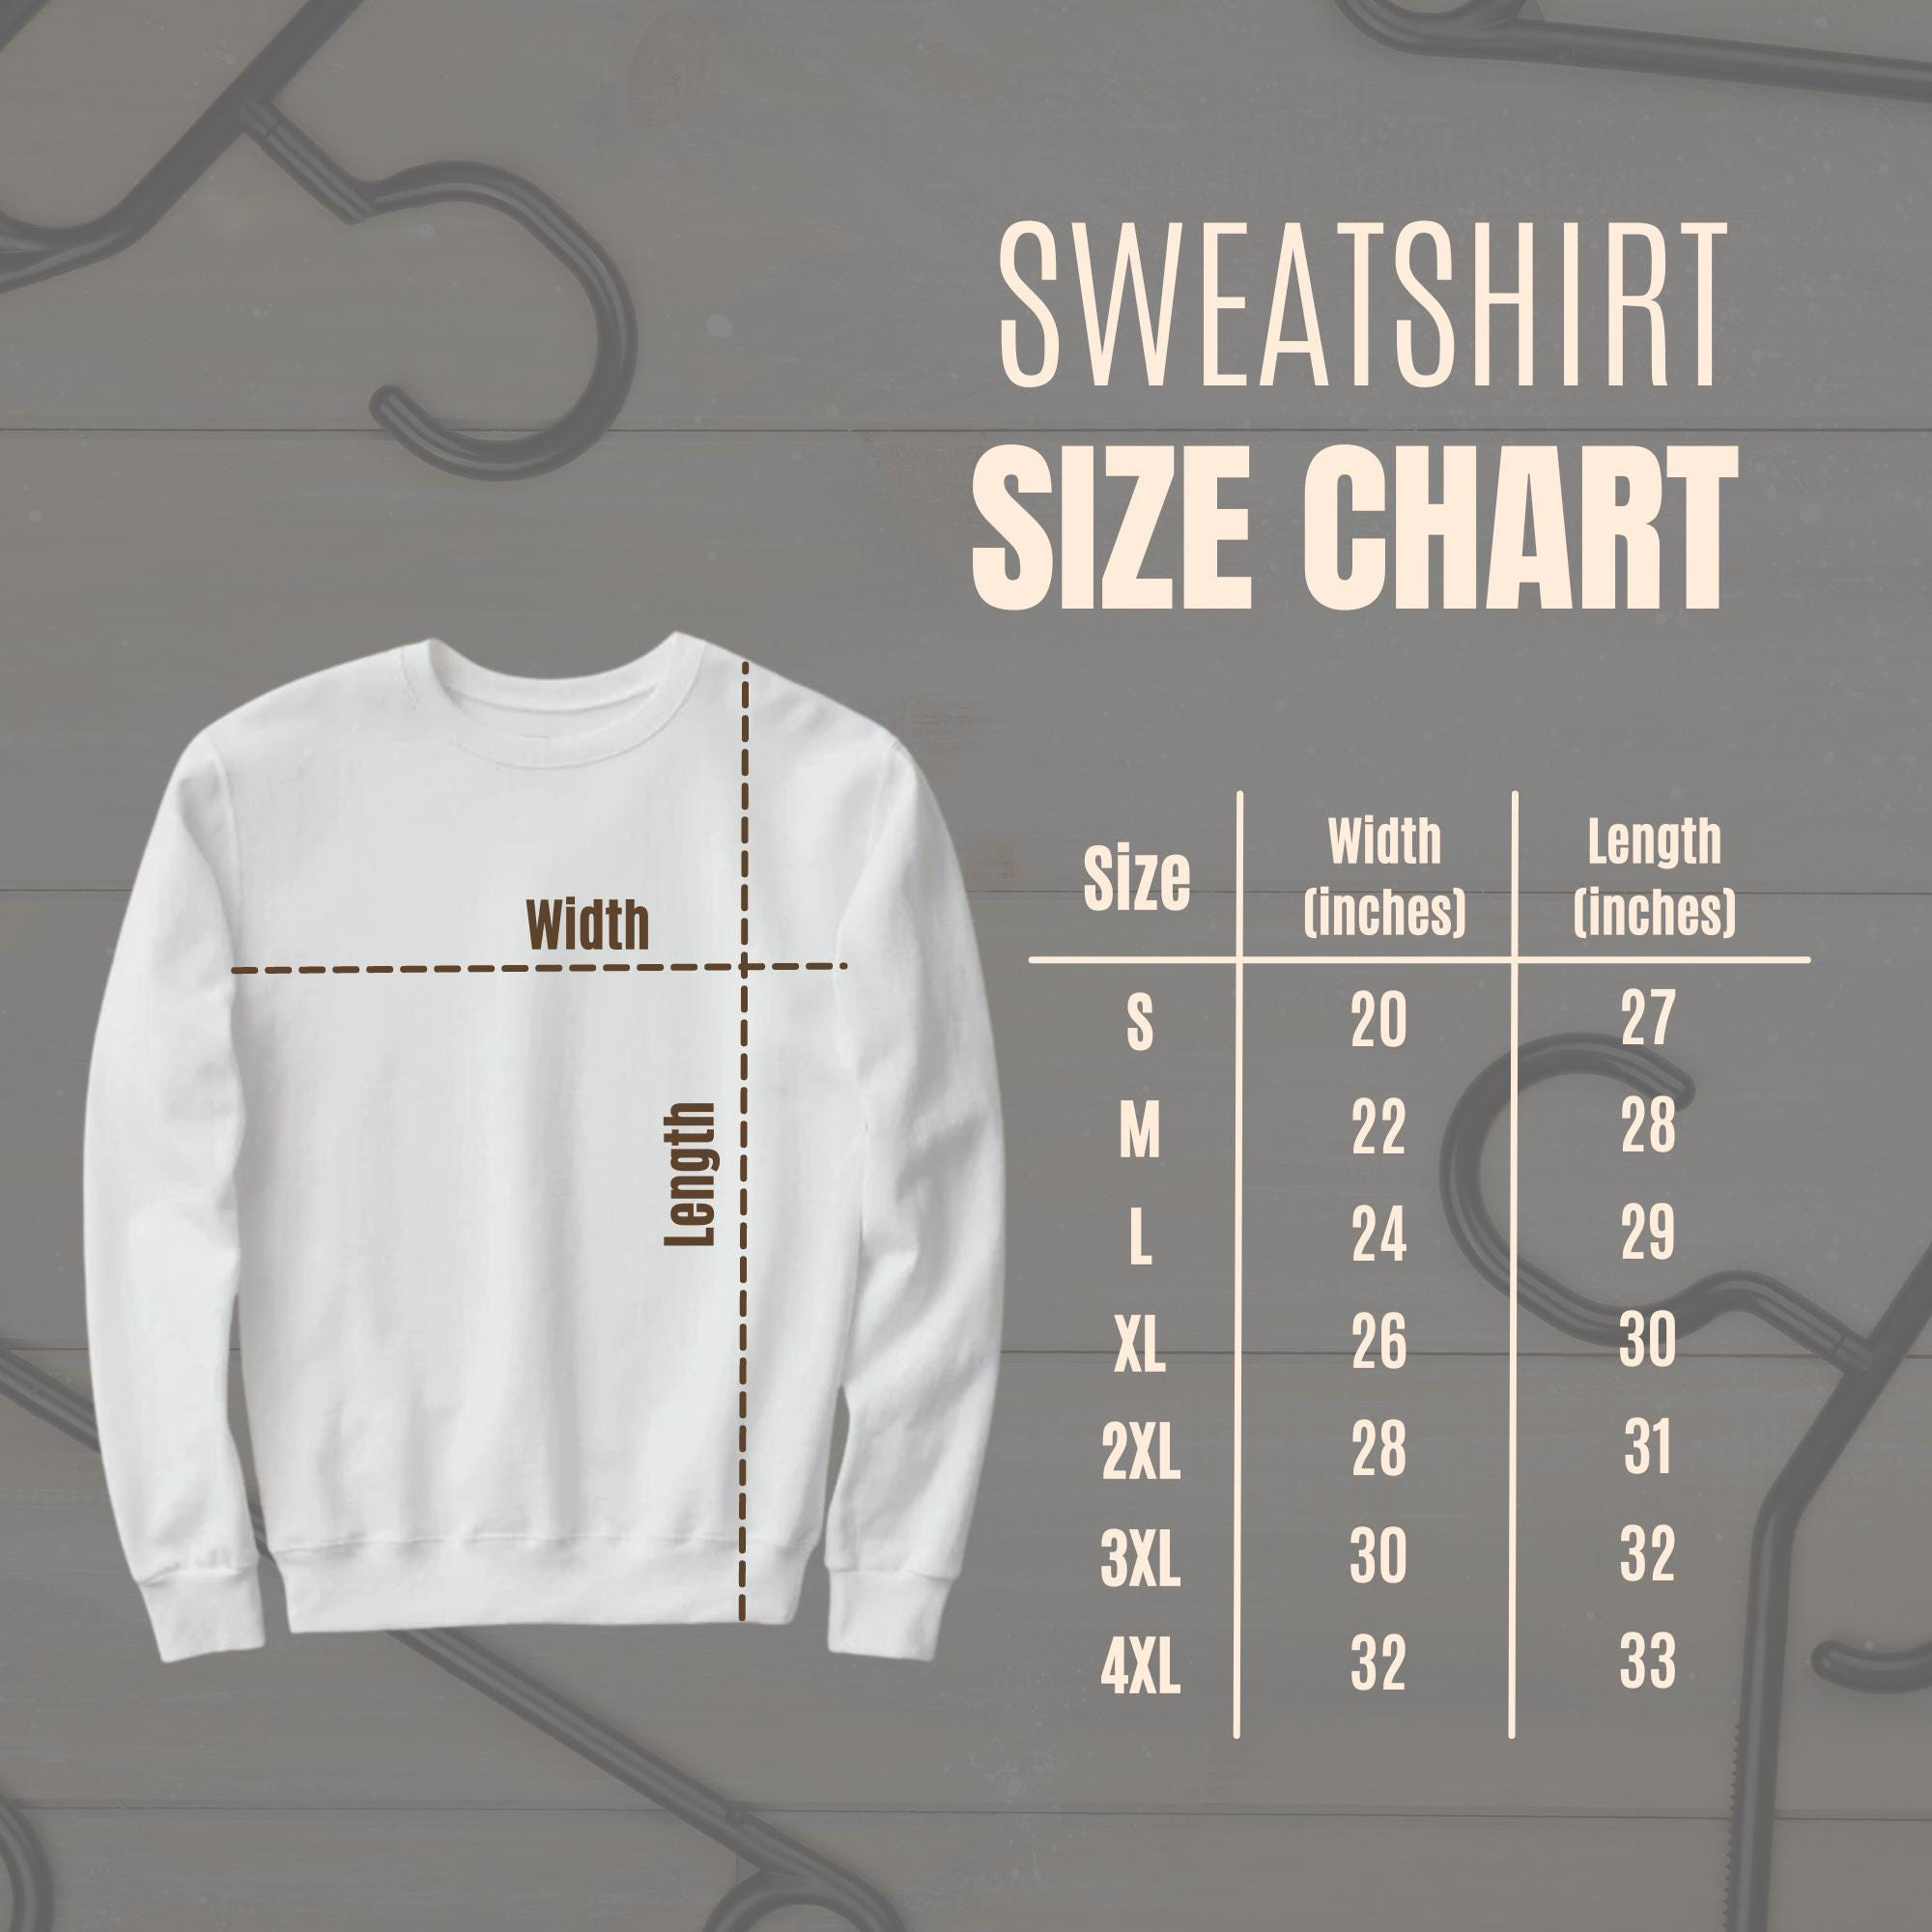 SWEATSHIRT
SIZE CHART
Width
Length
Size Width (inches) Length (inches)
S 20 27
M 22 28
L 24 29
XL 26 30
2XL 28 31
3XL 30 32
4XL 32 33